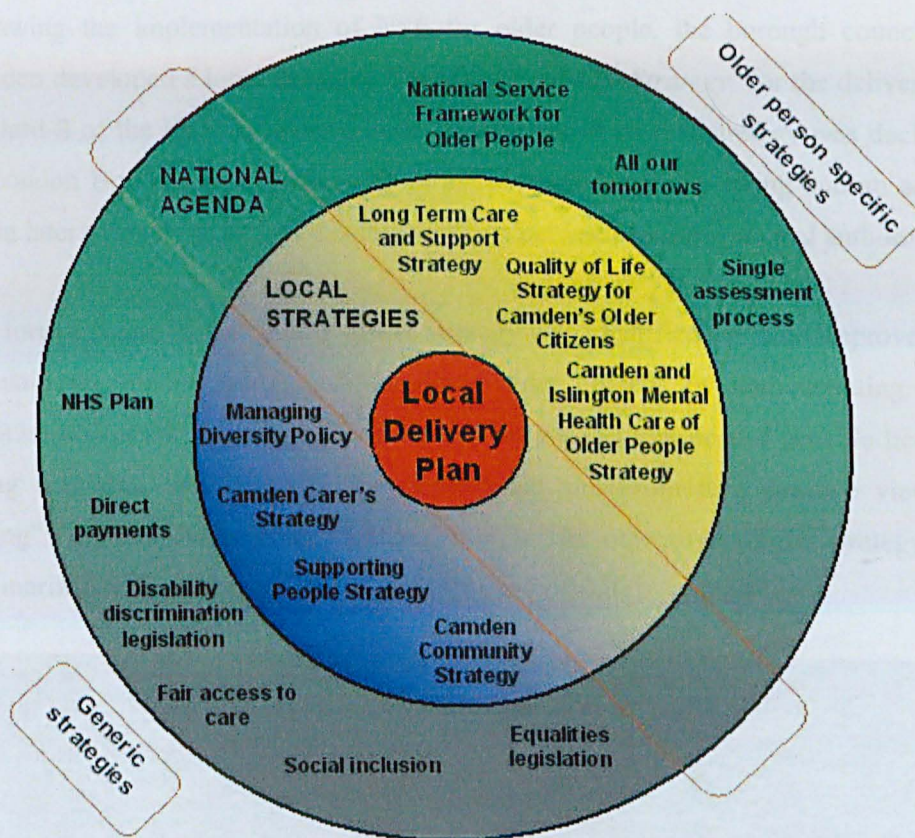 National Service
Framework for
Older People
Older person specific
strategies
All our
tomorrows
NATIONAL
AGENDA
Long Term Care
and Support
Strategy
Quality of Life
Strategy for
Camden's Older
Citizens
Single
assessment
process
LOCAL
STRATEGIES
Local
Delivery
Plan
Camden and
Islington Mental
Health Care of
Older People
Strategy
NHS Plan
Managing
Diversity Policy
Camden Carer's
Strategy
Direct
payments
Supporting
People Strategy
Disability
discrimination
legislation
Camden
Community
Strategy
Fair access to
care
Generic
strategies
Social inclusion
Equalities
legislation